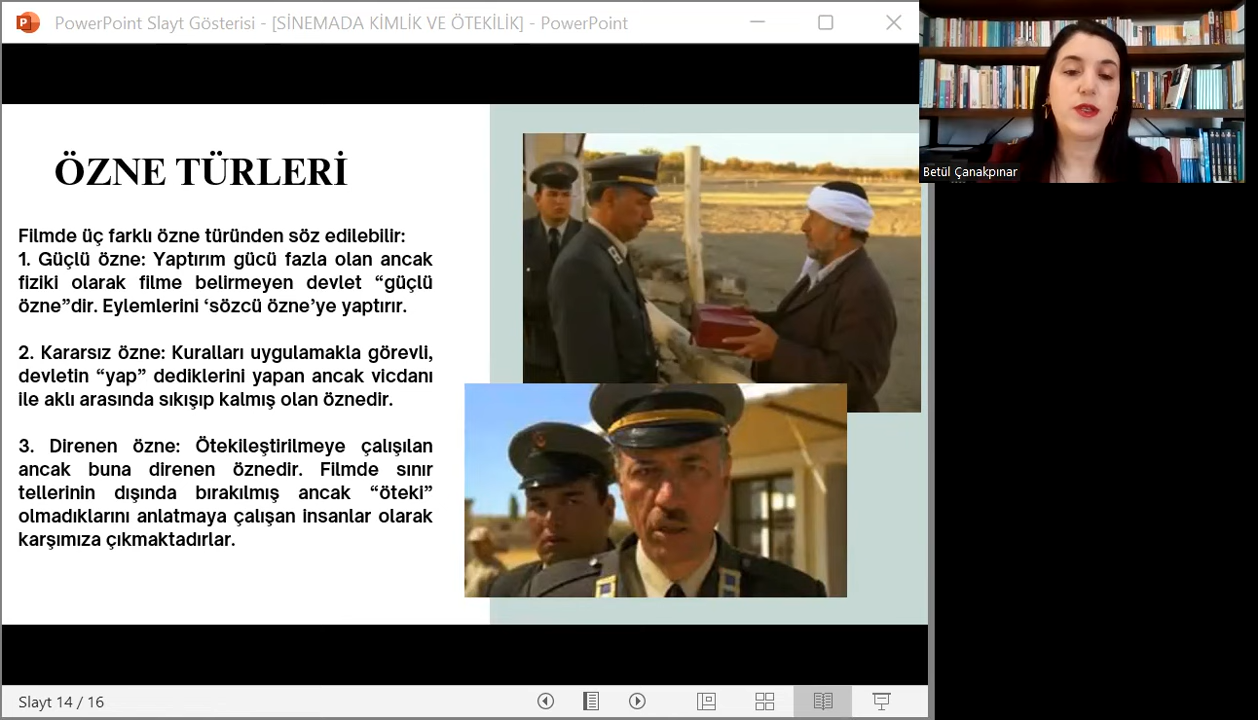 PowerPoint Slayt Gösterisi - [SİNEMADA KİMLİK VE ÖTEKİLİK] - PowerPoint
Betül Çanakpınar
ÖZNE TÜRLERİ
Filmde üç farklı özne türünden söz edilebilir:
1. Güçlü özne: Yaptırım gücü fazla olan ancak
fiziki olarak filme belirmeyen devlet “güçlü
özne”dir. Eylemlerini ‘sözcü özne’ye yaptırır.
2. Kararsız özne: Kuralları uygulamakla görevli,
devletin “yap” dediklerini yapan ancak vicdanı
ile aklı arasında sıkışıp kalmış olan öznedir.
3. Direnen özne: Ötekileştirilmeye çalışılan
ancak buna direnen öznedir. Filmde sınır
tellerinin dışında bırakılmış ancak “öteki”
olmadıklarını anlatmaya çalışan insanlar olarak
karşımıza çıkmaktadırlar.
Slayt 14 / 16